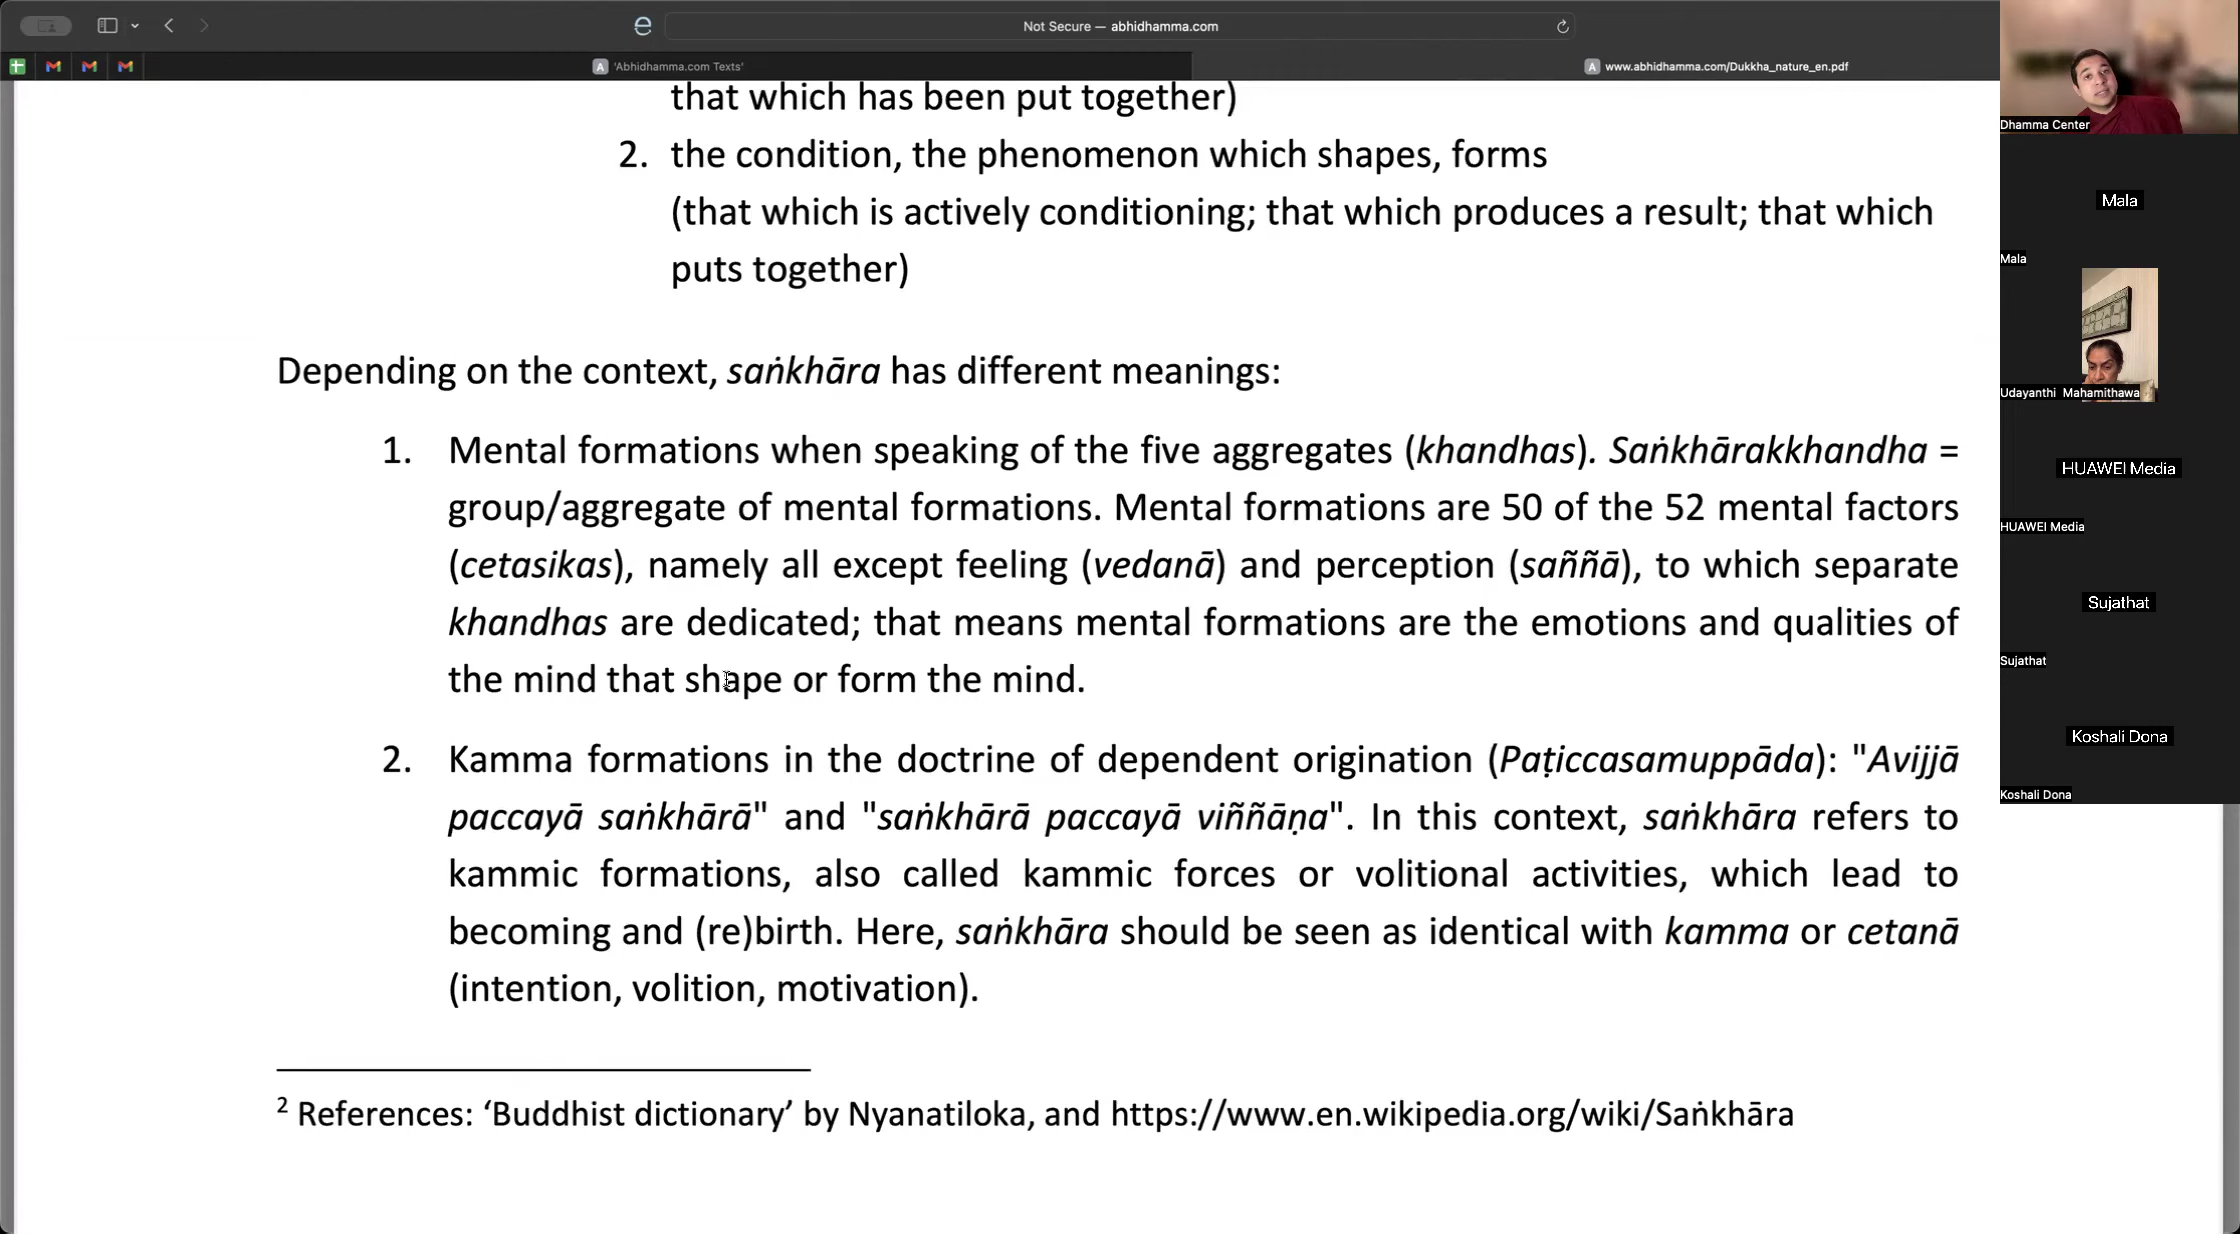 Not Secure — abhidhamma.com
'Abhidhamma.com Texts'
www.abhidhamma.com/Dukkha_nature_en.pdf
that which has been put together)
2. the condition, the phenomenon which shapes, forms
(that which is actively conditioning; that which produces a result; that which
puts together)
Depending on the context, saṅkhāra has different meanings:
1. Mental formations when speaking of the five aggregates (khandhas). Saṅkhārakkhandha =
group/aggregate of mental formations. Mental formations are 50 of the 52 mental factors
(cetasikas), namely all except feeling (vedanā) and perception (saññā), to which separate
khandhas are dedicated; that means mental formations are the emotions and qualities of
the mind that shape or form the mind.
2. Kamma formations in the doctrine of dependent origination (Paṭiccasamuppāda): "Avijjā
paccayā saṅkhārā" and "saṅkhārā paccayā viññāṇa". In this context, saṅkhāra refers to
kammic formations, also called kammic forces or volitional activities, which lead to
becoming and (re)birth. Here, saṅkhāra should be seen as identical with kamma or cetanā
(intention, volition, motivation).
2 References: ‘Buddhist dictionary’ by Nyanatiloka, and https://www.en.wikipedia.org/wiki/Saṅkhāra
Dhamma Center
Mala
Mala
Udayanthi Mahamithawa
HUAWEI Media
HUAWEI Media
Sujathat
Sujathat
Koshali Dona
Koshali Dona